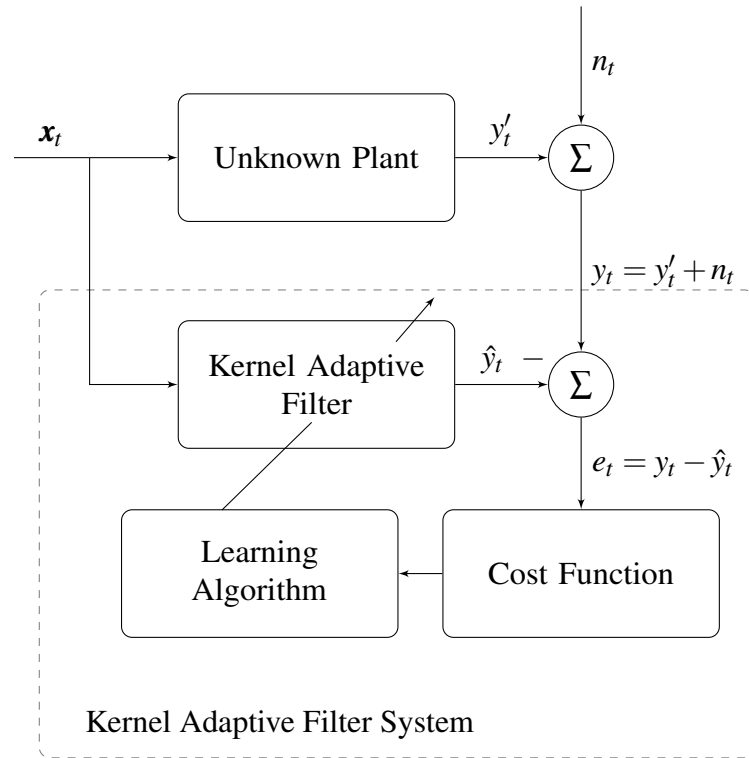 n_t
𝒙_t
Unknown Plant
y′_t
Σ
y_t = y′_t + n_t
Kernel Adaptive
Filter
ŷ_t −
Σ
e_t = y_t − ŷ_t
Learning
Algorithm
Cost Function
Kernel Adaptive Filter System